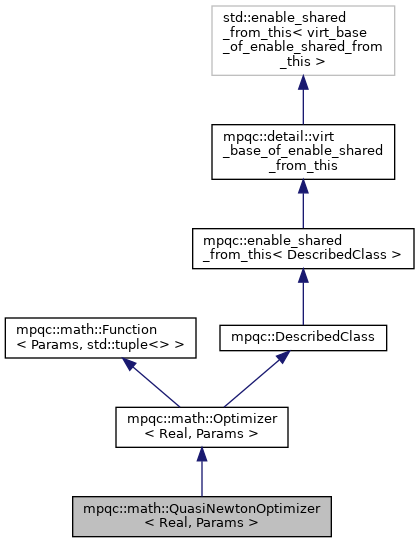 std::enable_shared
_from_this< virt_base
_of_enable_shared_from
_this >
mpqc::detail::virt
_base_of_enable_shared
_from_this
mpqc::enable_shared
_from_this< DescribedClass >
mpqc::math::Function
< Params, std::tuple<> >
mpqc::DescribedClass
mpqc::math::Optimizer
< Real, Params >
mpqc::math::QuasiNewtonOptimizer
< Real, Params >